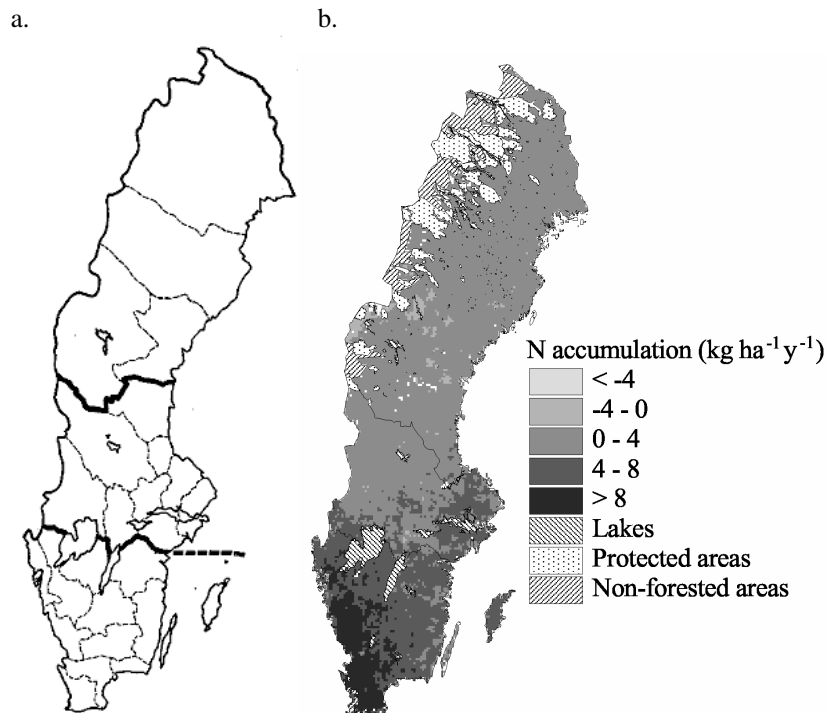 a.
b.
N accumulation (kg ha⁻¹ y⁻¹)
< -4
-4 - 0
0 - 4
4 - 8
> 8
Lakes
Protected areas
Non-forested areas